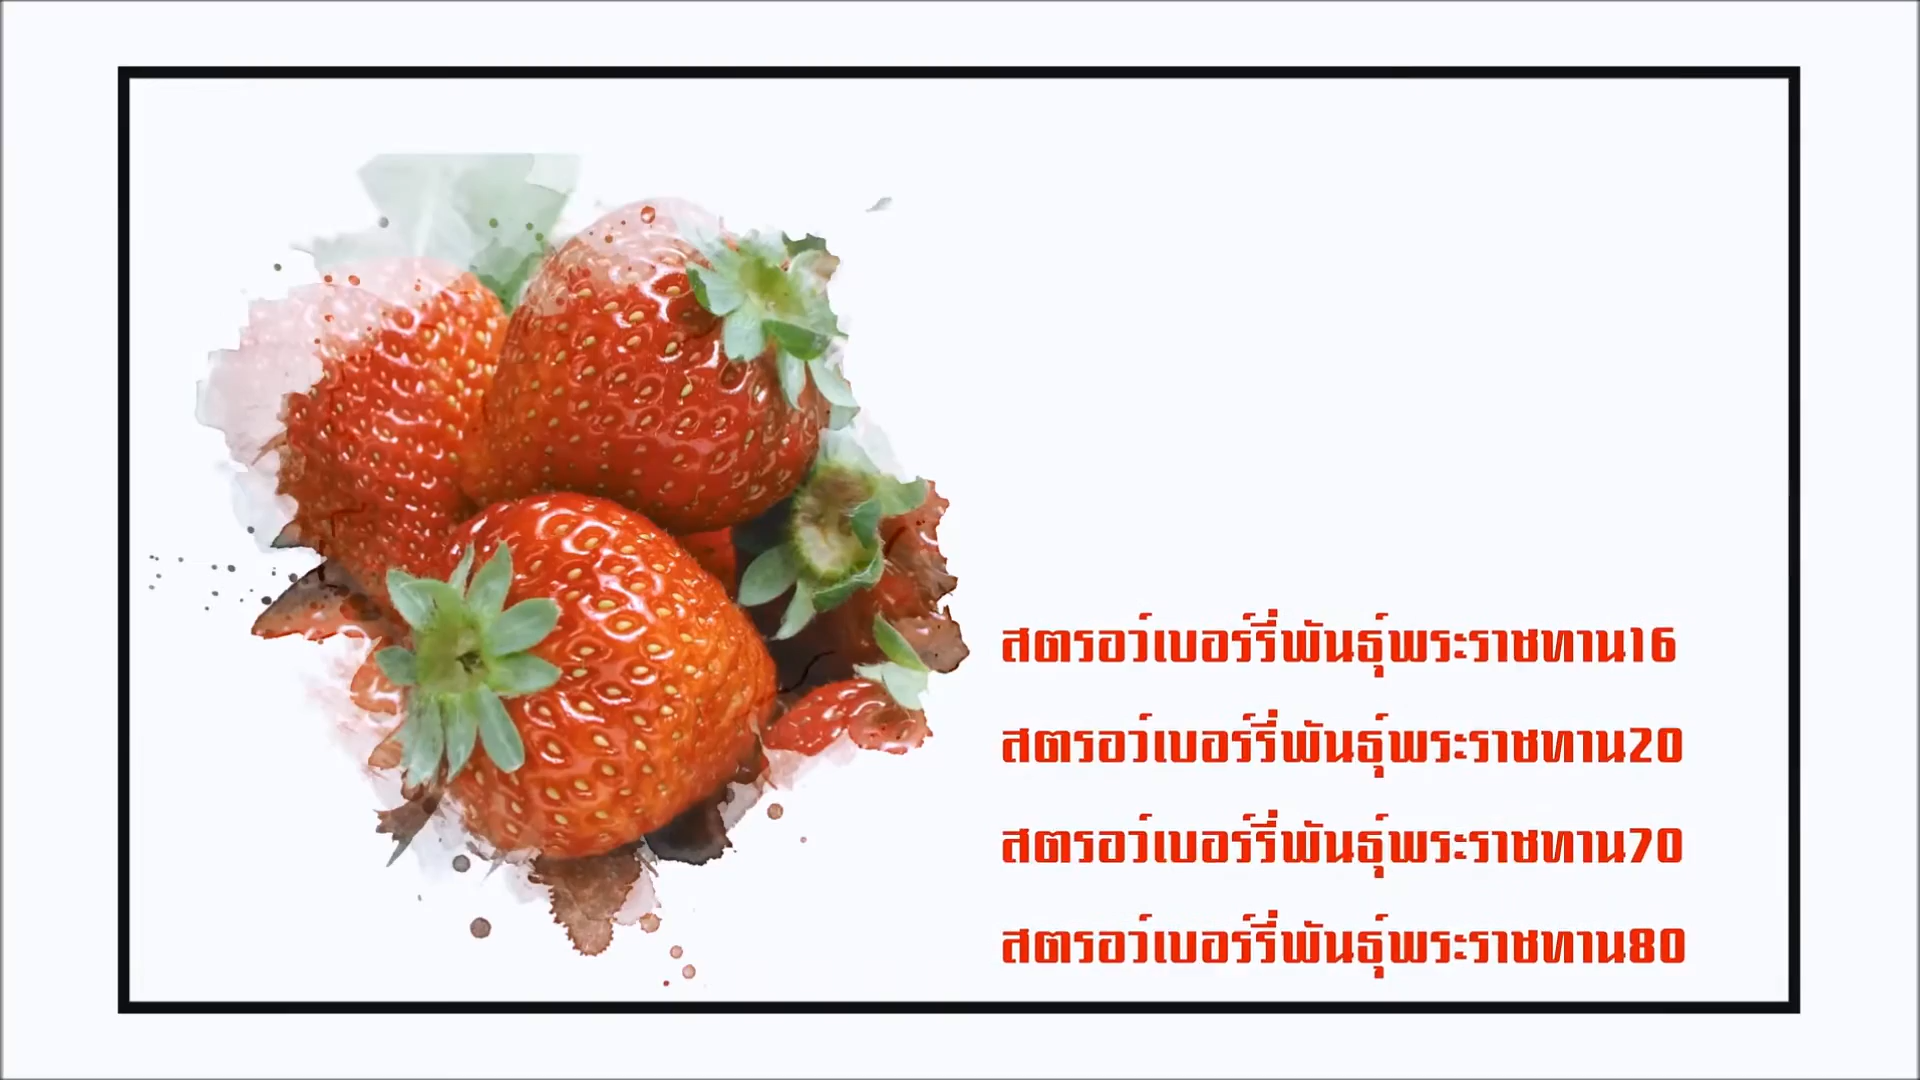 สตรอว์เบอร์รี่พันธุ์พระราชทาน16
สตรอว์เบอร์รี่พันธุ์พระราชทาน20
สตรอว์เบอร์รี่พันธุ์พระราชทาน70
สตรอว์เบอร์รี่พันธุ์พระราชทาน80